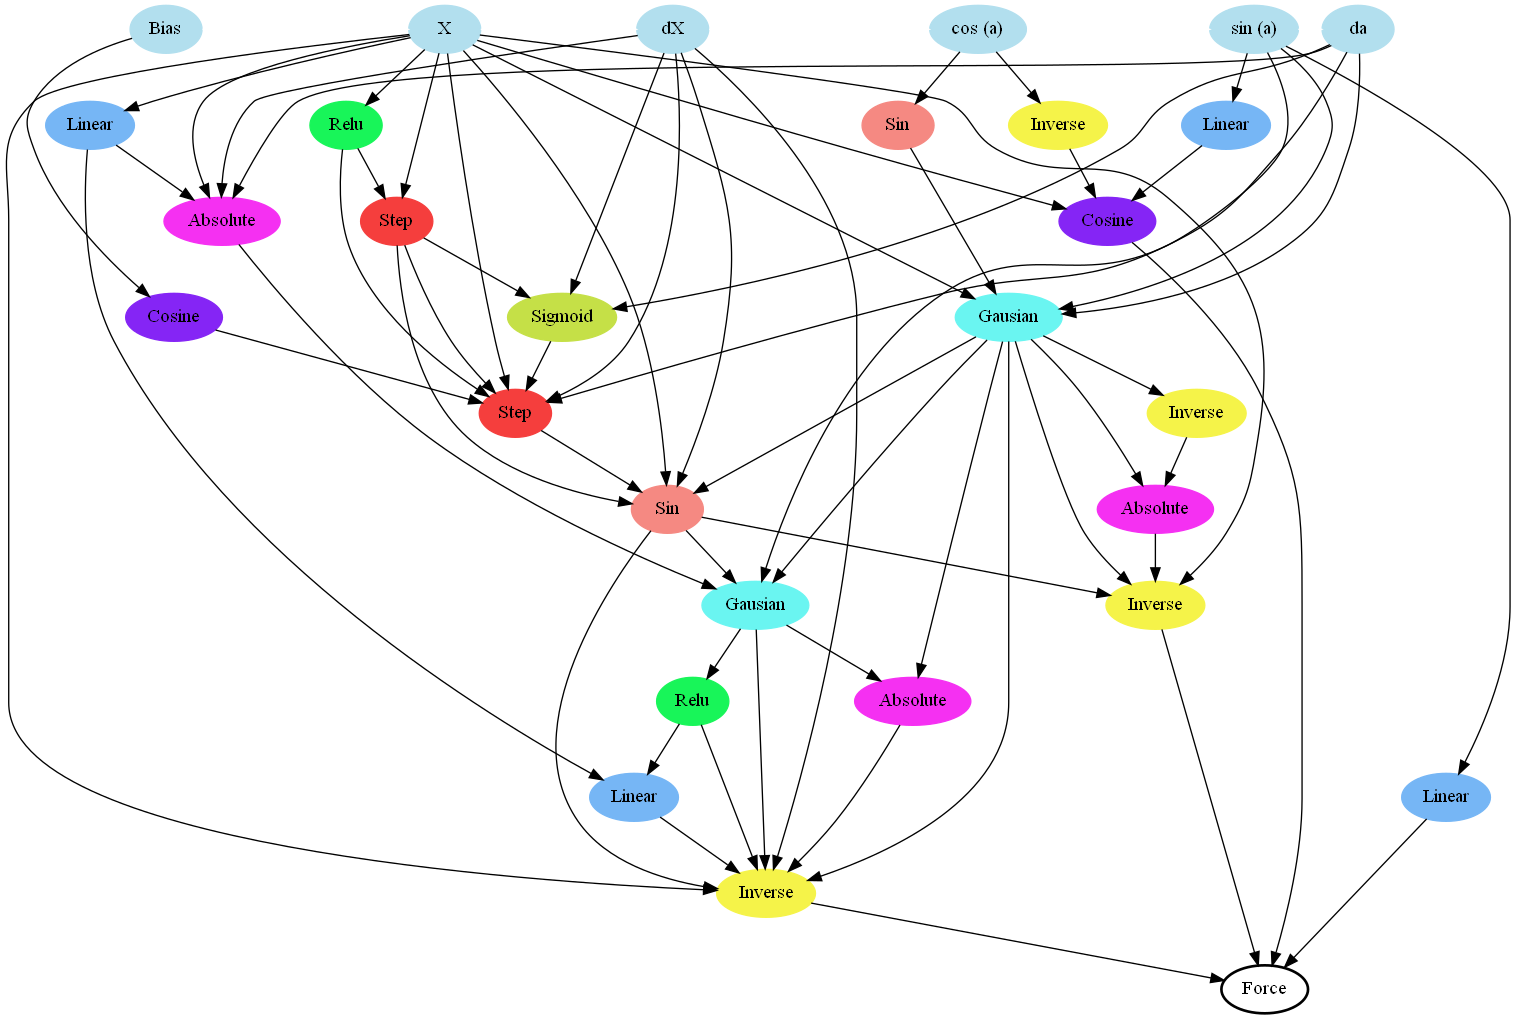 Bias
X
dX
cos (a)
sin (a)
da
Linear
Relu
Sin
Inverse
Linear
Absolute
Step
Cosine
Cosine
Sigmoid
Gausian
Step
Inverse
Sin
Absolute
Gausian
Inverse
Relu
Absolute
Linear
Linear
Inverse
Force